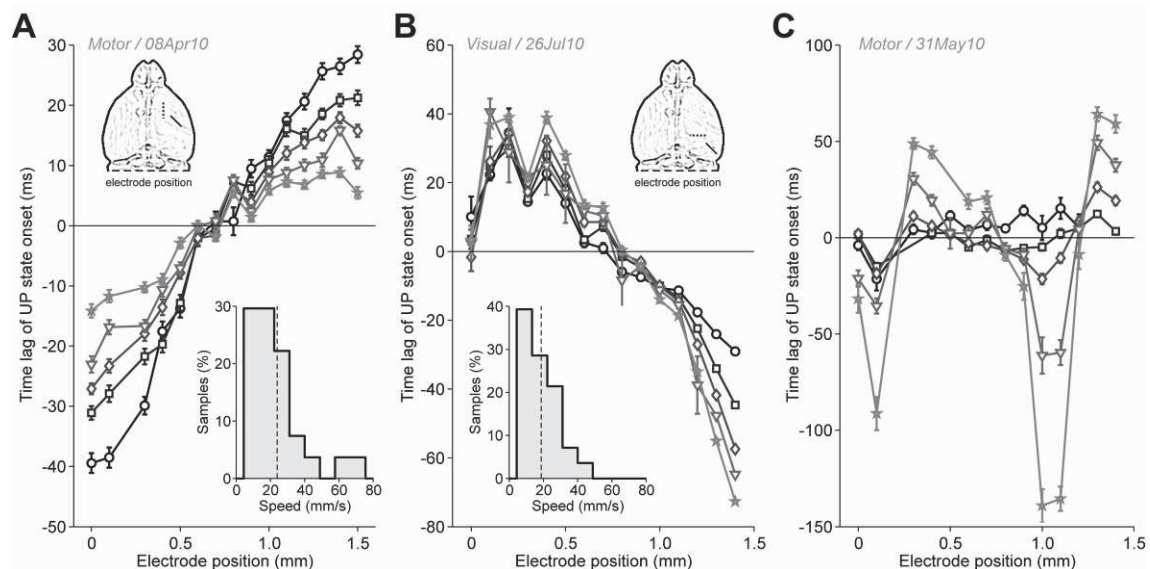 A
Motor / 08Apr10
Time lag of UP state onset (ms)
30
20
10
0
-10
-20
-30
-40
-50
electrode position
Samples (%)
30
20
10
0
0 20 40 60 80
Speed (mm/s)
0 0.5 1.0 1.5
Electrode position (mm)
B
Visual / 26Jul10
Time lag of UP state onset (ms)
60
40
20
0
-20
-40
-60
-80
electrode position
Samples (%)
40
30
20
10
0
0 20 40 60 80
Speed (mm/s)
0 0.5 1.0 1.5
Electrode position (mm)
C
Motor / 31May10
Time lag of UP state onset (ms)
100
50
0
-50
-100
-150
0 0.5 1.0 1.5
Electrode position (mm)